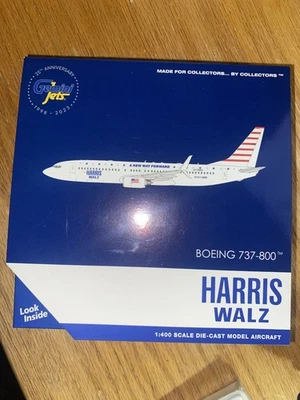 25TH ANNIVERSARY
Gemini
Jets
1998 - 2023
MADE FOR COLLECTORS... BY COLLECTORS™
A NEW WAY FORWARD
HARRIS
WALZ
BOEING 737-800™
HARRIS
WALZ
Look
Inside
1:400 SCALE DIE-CAST MODEL AIRCRAFT